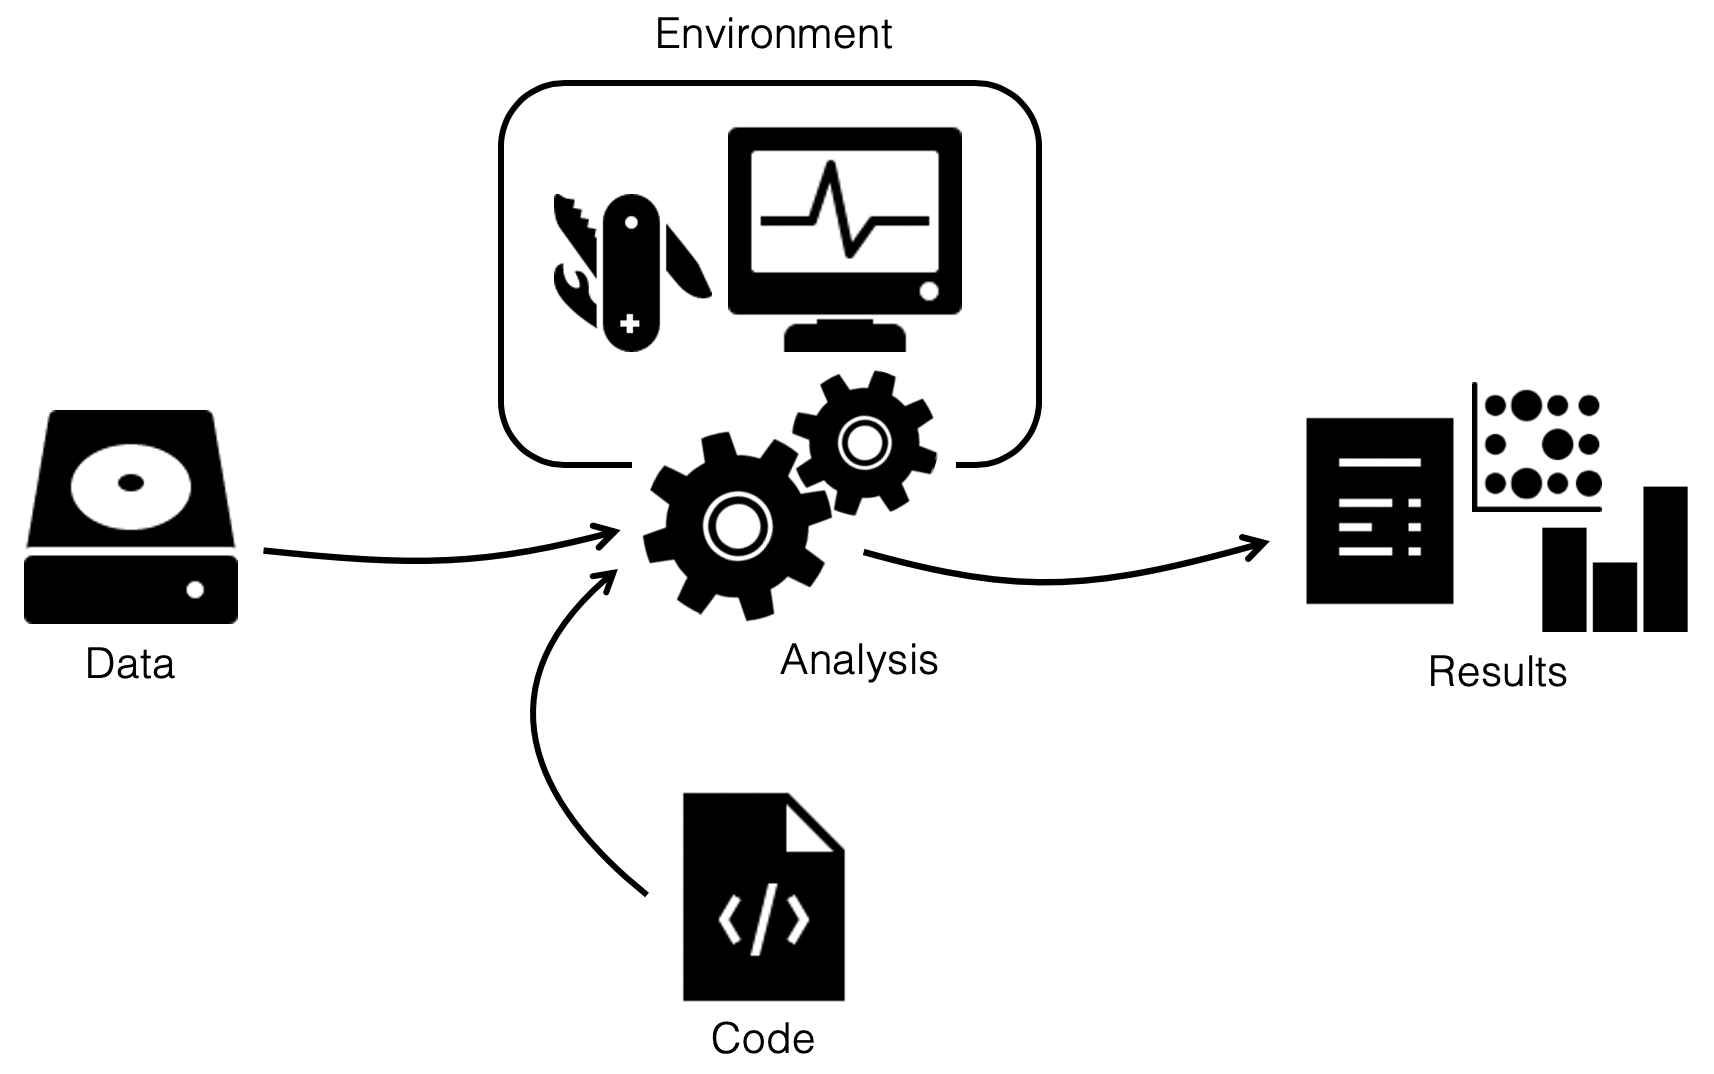 Environment
Data
Analysis
Results
</>
Code